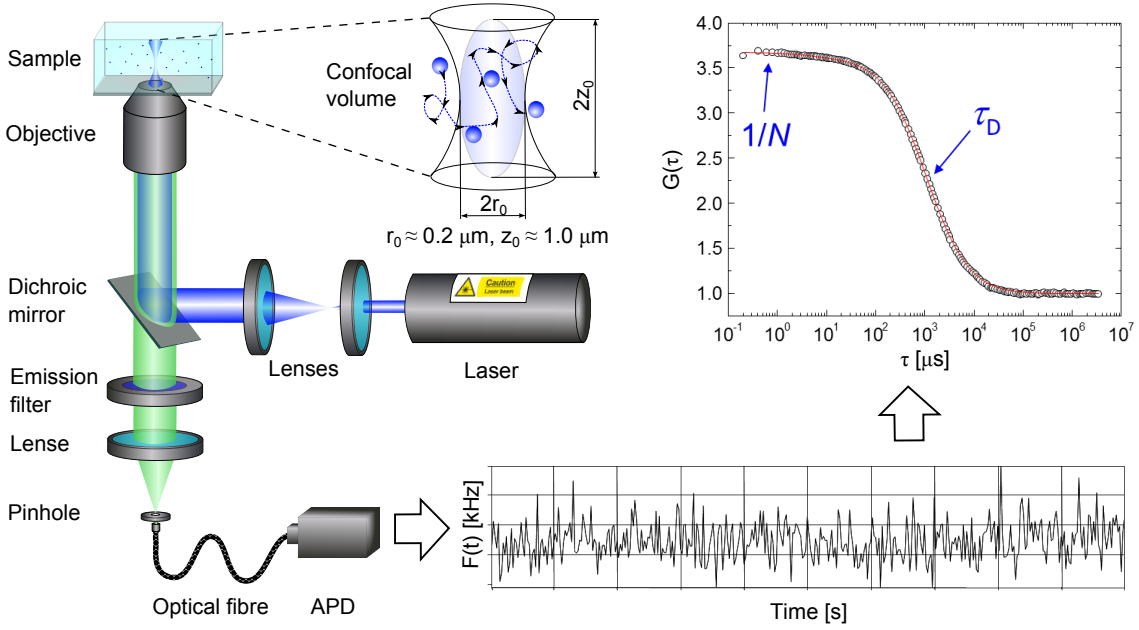 Sample
Objective
Dichroic
mirror
Emission
filter
Lense
Pinhole
Optical fibre
APD
Lenses
Laser
Caution
Laser beam
Confocal
volume
2z₀
2r₀
r₀ ≈ 0.2 μm, z₀ ≈ 1.0 μm
G(τ)
4.0
3.5
3.0
2.5
2.0
1.5
1.0
1/N
τ_D
10⁻¹ 10⁰ 10¹ 10² 10³ 10⁴ 10⁵ 10⁶ 10⁷
τ [μs]
F(t) [kHz]
Time [s]